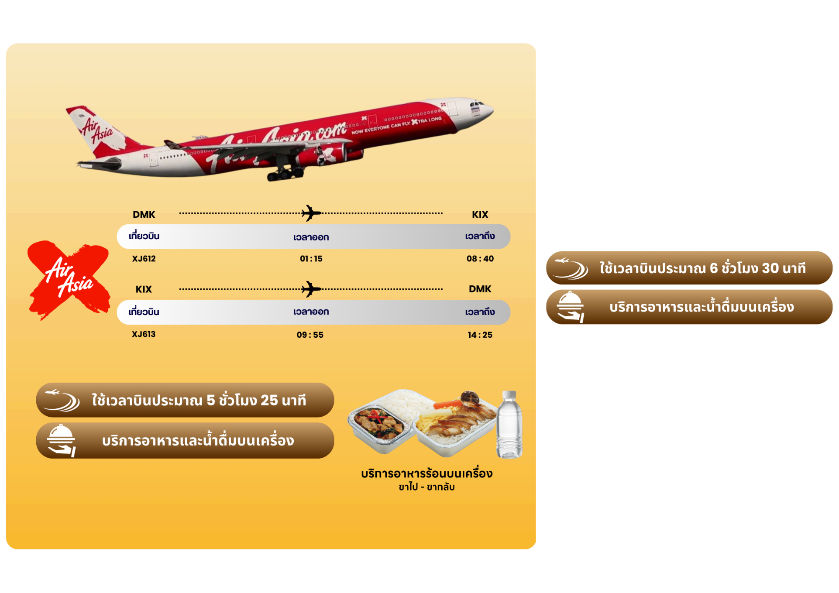 Air Asia
AirAsia.com
NOW EVERYONE CAN FLY XTRA LONG
DMK KIX
เที่ยวบิน เวลาออก เวลาถึง
XJ612 01 : 15 08 : 40
Air Asia
KIX DMK
เที่ยวบิน เวลาออก เวลาถึง
XJ613 09 : 55 14 : 25
ใช้เวลาบินประมาณ 5 ชั่วโมง 25 นาที
บริการอาหารและน้ำดื่มบนเครื่อง
บริการอาหารร้อนบนเครื่อง
ขาไป - ขากลับ
ใช้เวลาบินประมาณ 6 ชั่วโมง 30 นาที
บริการอาหารและน้ำดื่มบนเครื่อง